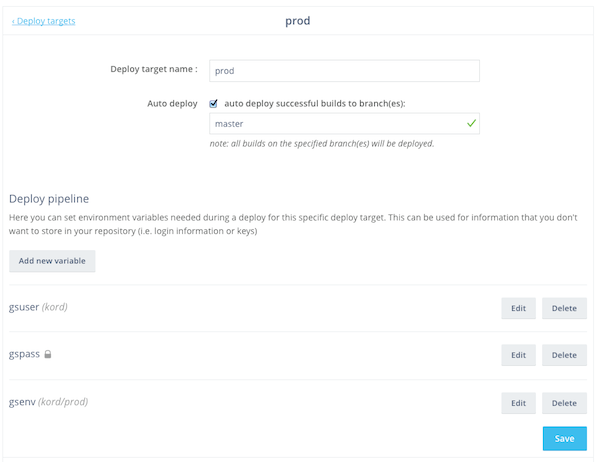 ‹ Deploy targets
prod
Deploy target name :
prod
Auto deploy
auto deploy successful builds to branch(es):
master
note: all builds on the specified branch(es) will be deployed.
Deploy pipeline
Here you can set environment variables needed during a deploy for this specific deploy target. This can be used for information that you don't
want to store in your repository (i.e. login information or keys)
Add new variable
gsuser (kord)
Edit
Delete
gspass
Edit
Delete
gsenv (kord/prod)
Edit
Delete
Save